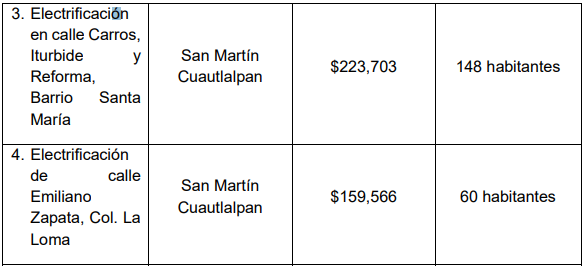 3. Electrificación
en calle Carros,
Iturbide y
Reforma,
Barrio Santa
María
San Martín
Cuautlalpan
$223,703
148 habitantes
4. Electrificación
de calle
Emiliano
Zapata, Col. La
Loma
San Martín
Cuautlalpan
$159,566
60 habitantes